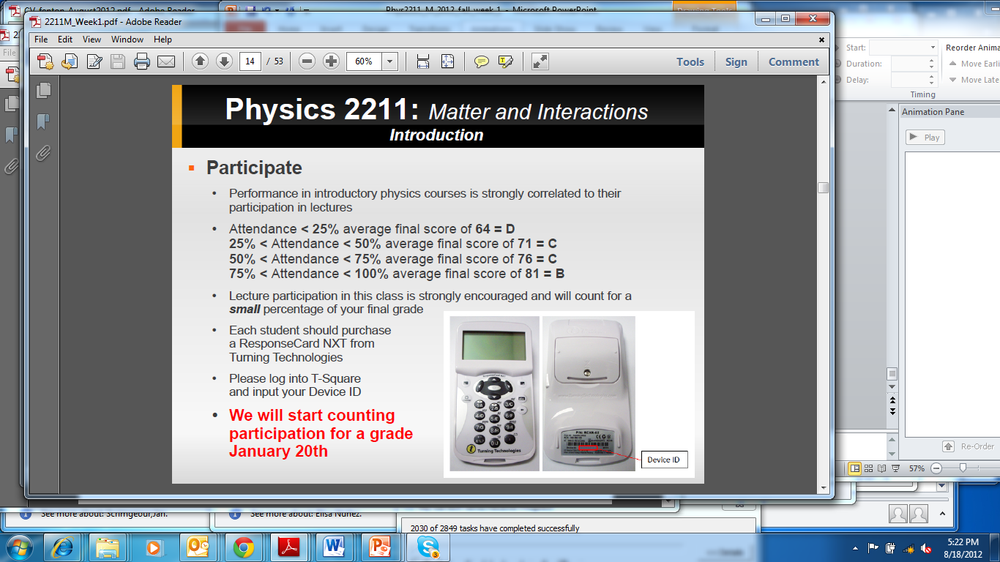 CV_fenton_August2012.pdf - Adobe Reader
Phys2211_M_2012_fall_week 1 - Microsoft PowerPoint
2211M_Week1.pdf - Adobe Reader
File Edit View Window Help
14 / 53
60%
Tools Sign Comment
Physics 2211: Matter and Interactions
Introduction
Participate
Performance in introductory physics courses is strongly correlated to their
participation in lectures
Attendance < 25% average final score of 64 = D
25% < Attendance < 50% average final score of 71 = C
50% < Attendance < 75% average final score of 76 = C
75% < Attendance < 100% average final score of 81 = B
Lecture participation in this class is strongly encouraged and will count for a
small percentage of your final grade
Each student should purchase
a ResponseCard NXT from
Turning Technologies
Please log into T-Square
and input your Device ID
We will start counting
participation for a grade
January 20th
Turning Technologies
Device ID
Start:
Duration:
Delay:
Timing
Reorder Anima
Move Earli
Move Late
Animation Pane
Play
Re-Order
57%
See more about: Schmgeour,Jan.
See more about: Elisa Nunez.
2030 of 2849 tasks have completed successfully
5:22 PM
8/18/2012